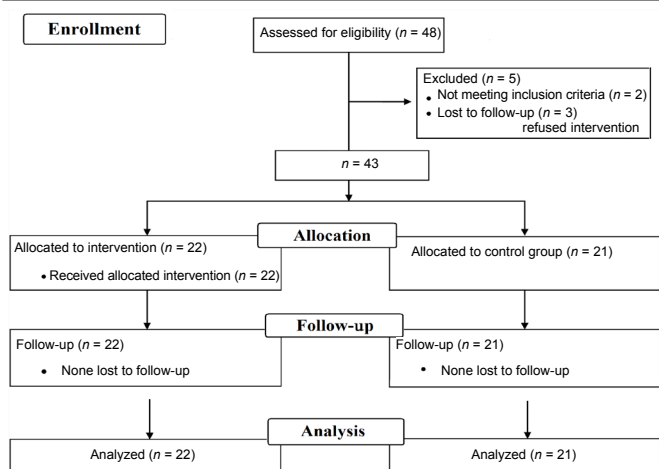 Enrollment
Assessed for eligibility (n = 48)
Excluded (n = 5)
• Not meeting inclusion criteria (n = 2)
• Lost to follow-up (n = 3)
refused intervention
n = 43
Allocation
Allocated to intervention (n = 22)
• Received allocated intervention (n = 22)
Allocated to control group (n = 21)
Follow-up
Follow-up (n = 22)
• None lost to follow-up
Follow-up (n = 21)
• None lost to follow-up
Analysis
Analyzed (n = 22)
Analyzed (n = 21)